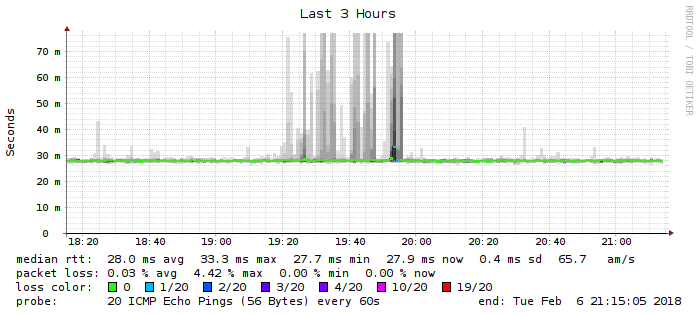 Last 3 Hours
RRDTOOL / TOBI OETIKER
Seconds
70 m
60 m
50 m
40 m
30 m
20 m
10 m
0
18:20 18:40 19:00 19:20 19:40 20:00 20:20 20:40 21:00
median rtt: 28.0 ms avg 33.3 ms max 27.7 ms min 27.9 ms now 0.4 ms sd 65.7 am/s
packet loss: 0.03 % avg 4.42 % max 0.00 % min 0.00 % now
loss color: 0 1/20 2/20 3/20 4/20 10/20 19/20
probe: 20 ICMP Echo Pings (56 Bytes) every 60s end: Tue Feb 6 21:15:05 2018